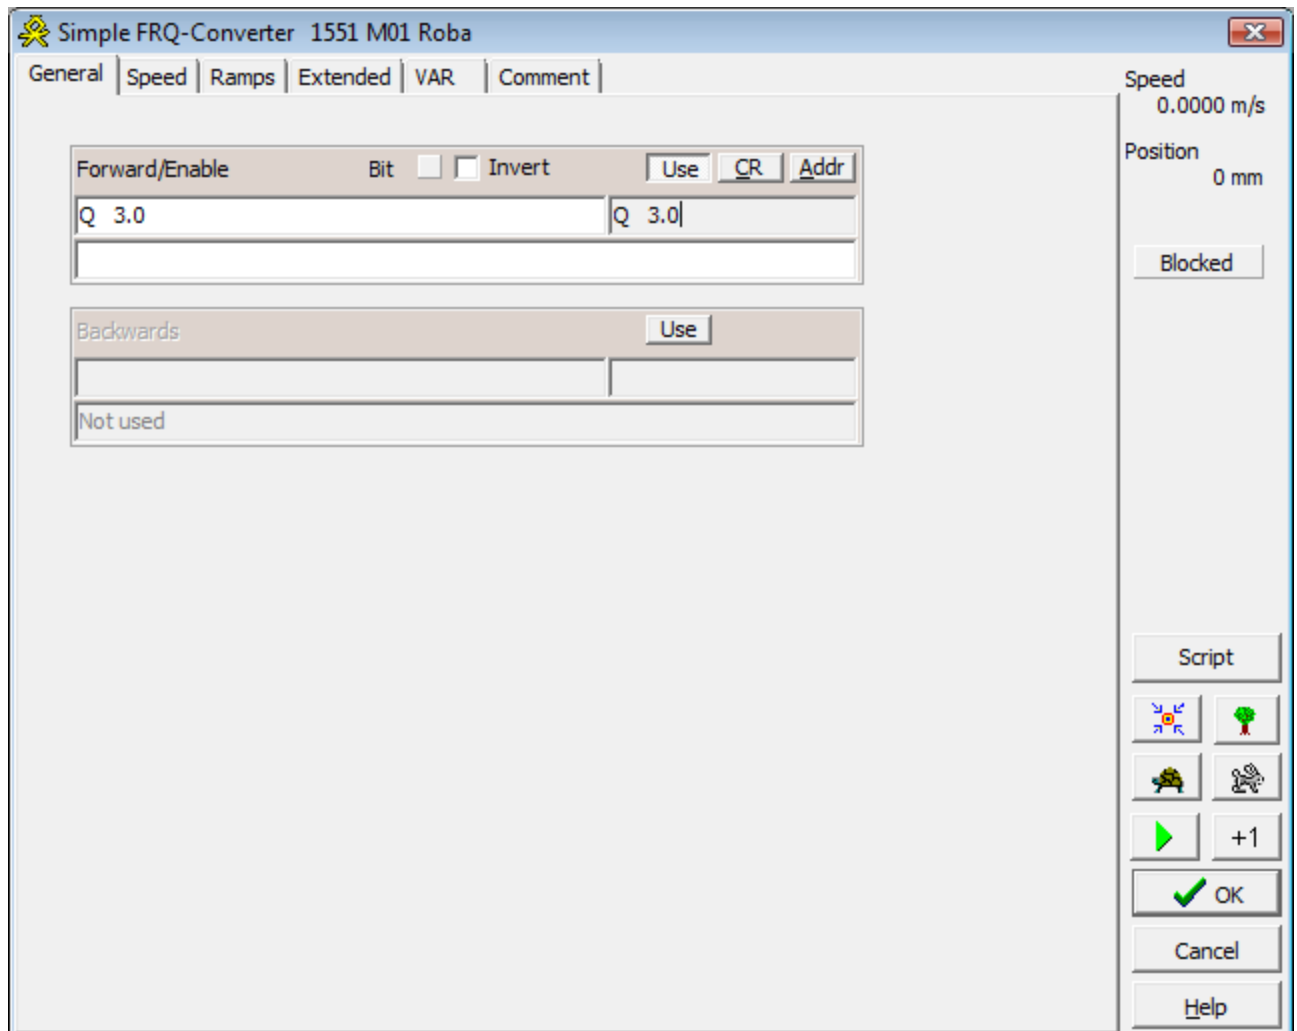 Simple FRQ-Converter 1551 M01 Roba
General Speed Ramps Extended VAR Comment
Speed
0.0000 m/s
Position
0 mm
Forward/Enable Bit Invert Use CR Addr
Q 3.0 Q 3.0
Blocked
Backwards Use
Not used
Script
+1
OK
Cancel
Help